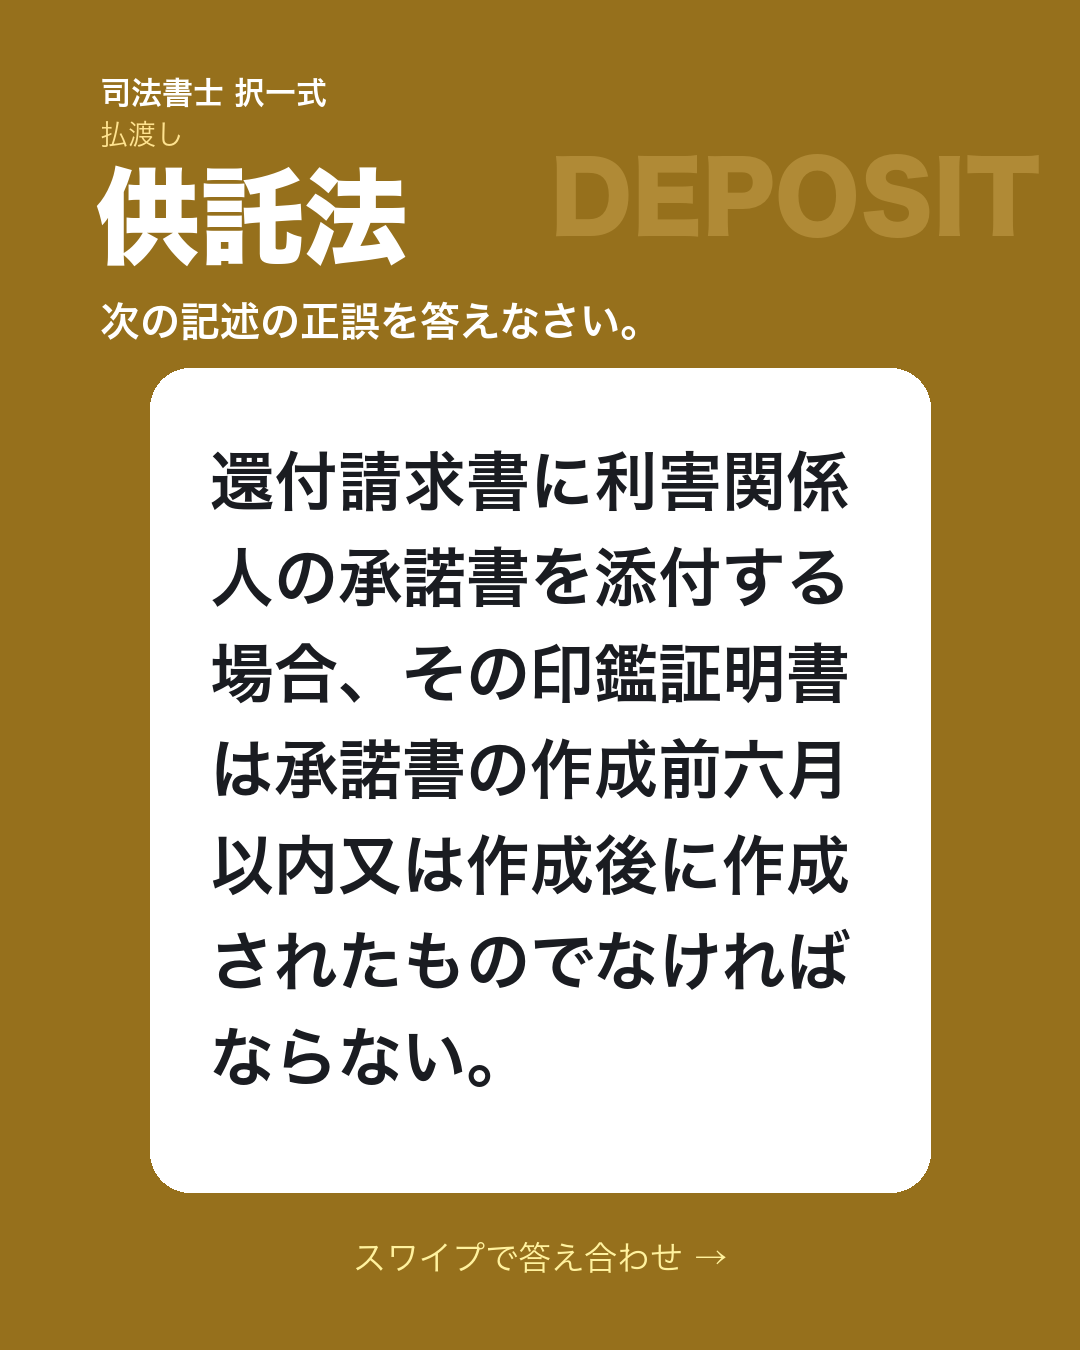 司法書士 択一式
払渡し
供託法
DEPOSIT
次の記述の正誤を答えなさい。
還付請求書に利害関係
人の承諾書を添付する
場合、その印鑑証明書
は承諾書の作成前六月
以内又は作成後に作成
されたものでなければ
ならない。
スワイプで答え合わせ →